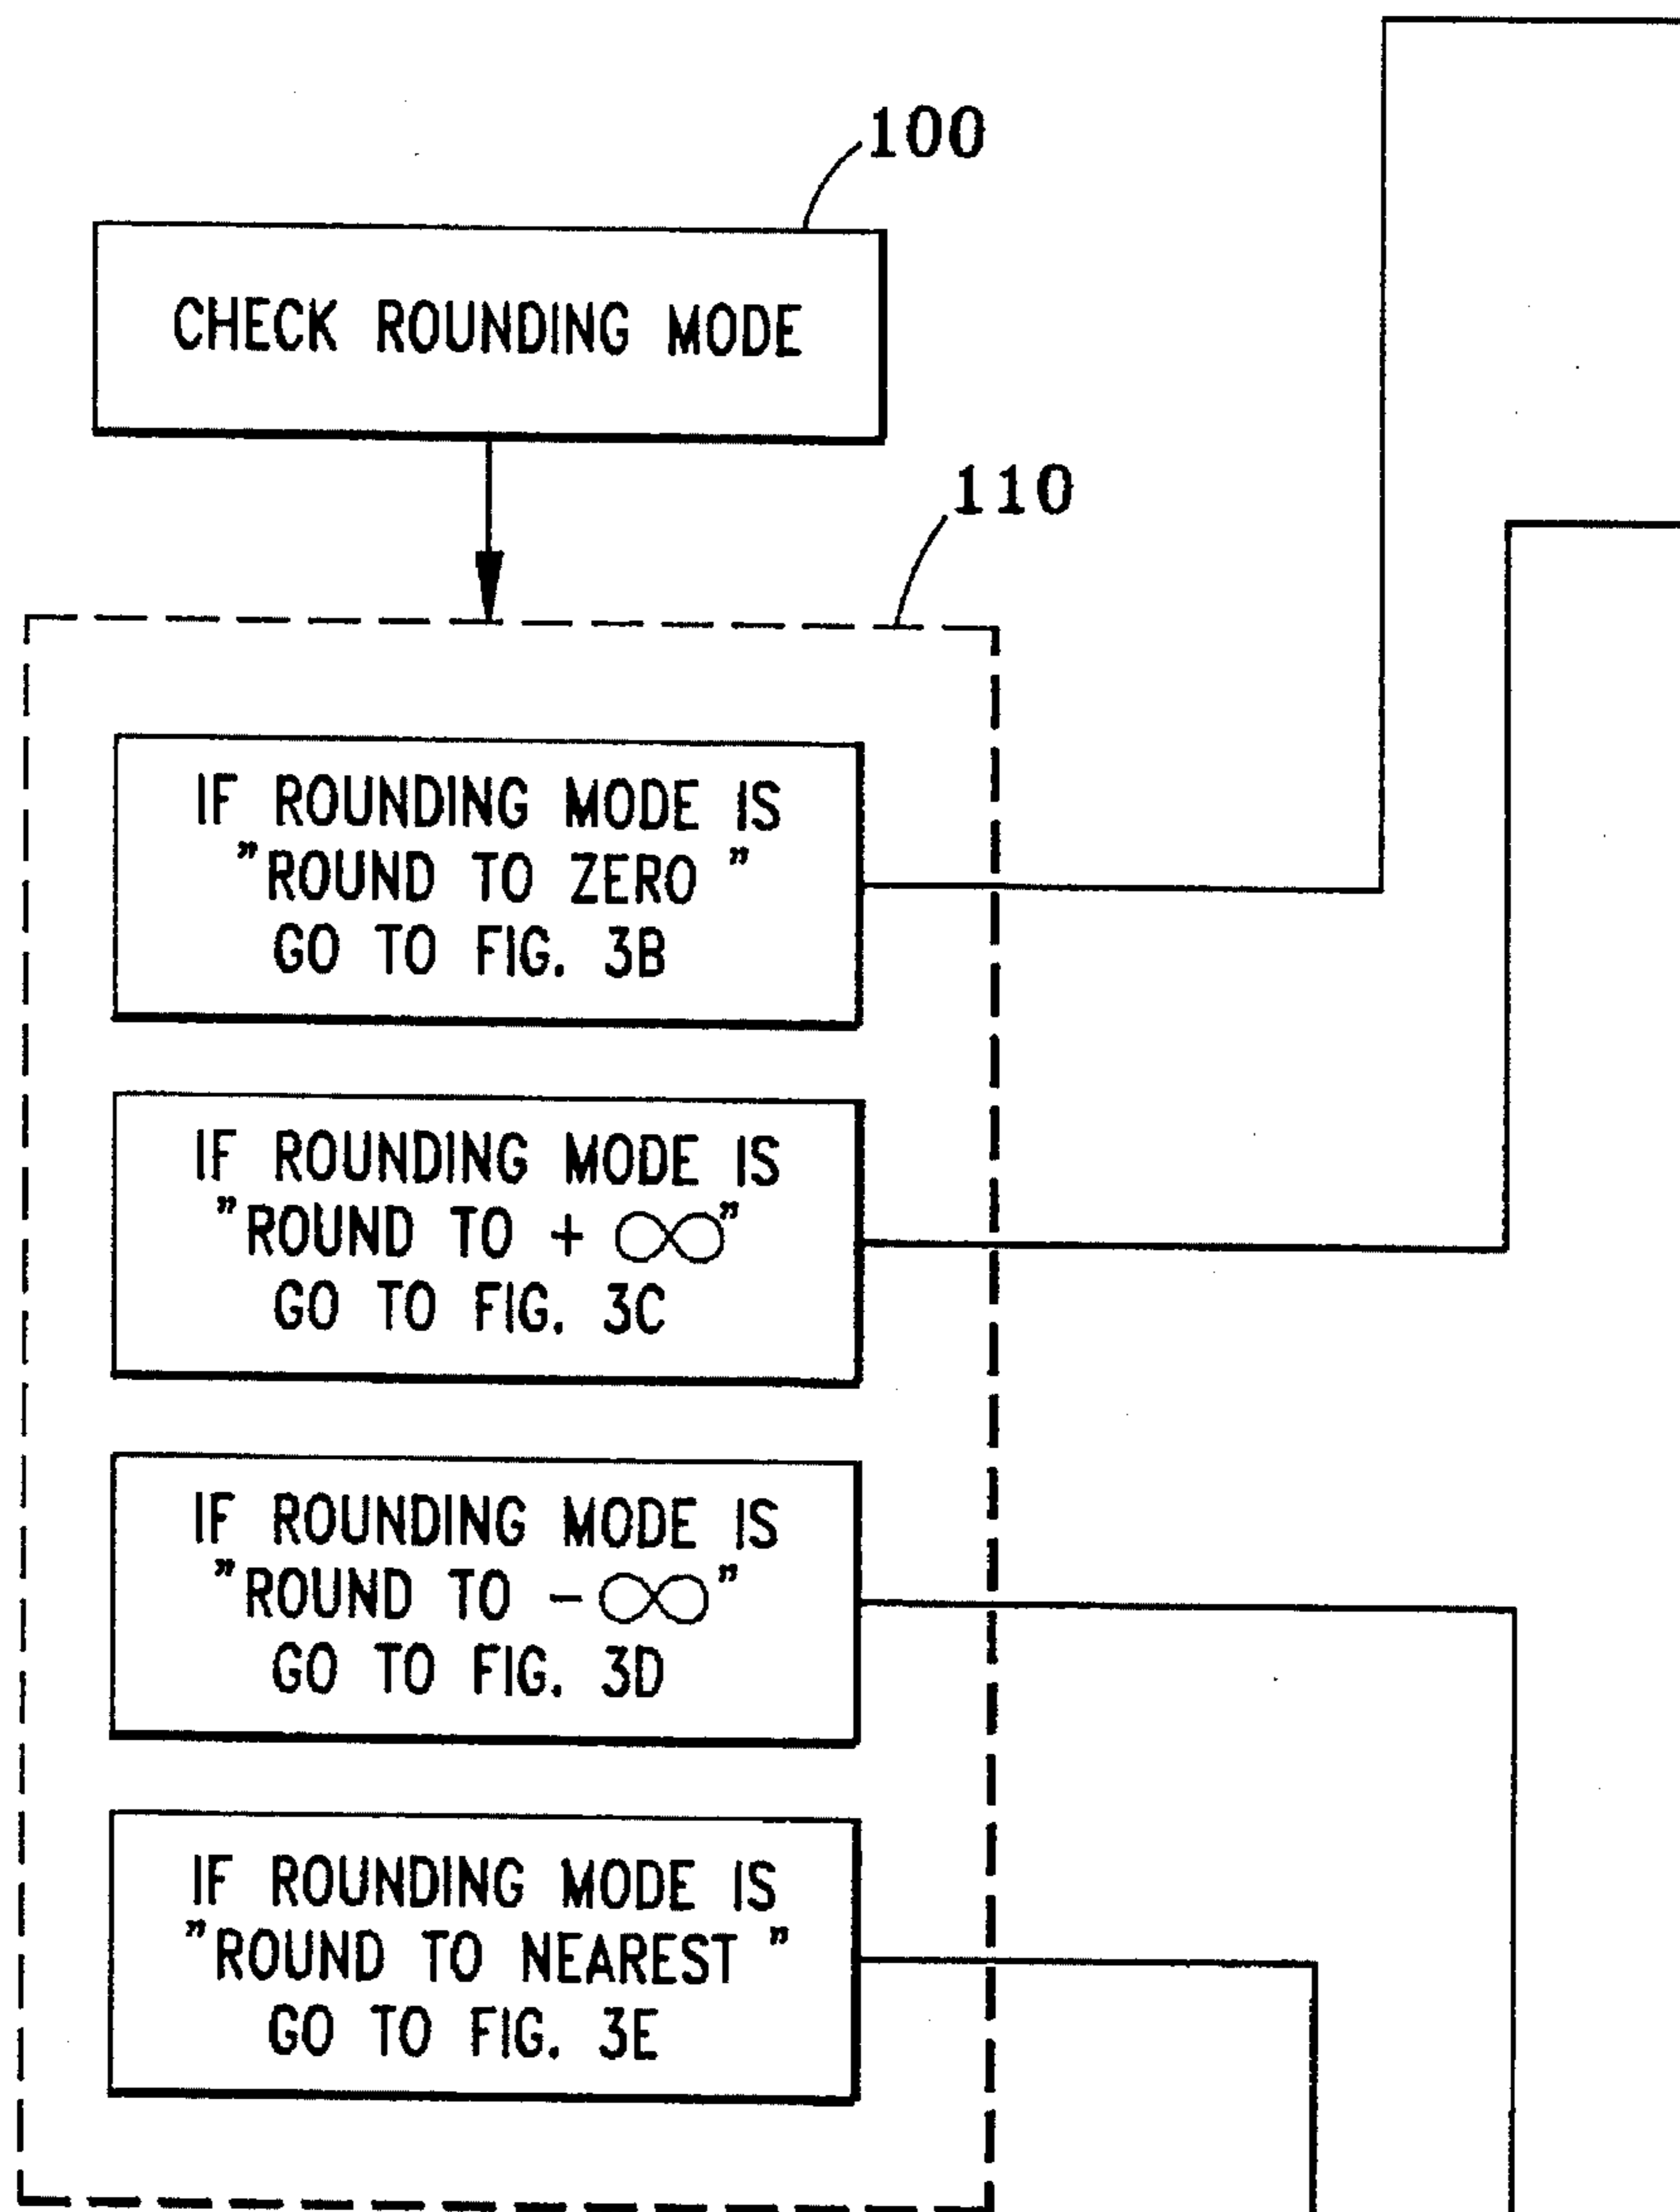 100
CHECK ROUNDING MODE
110
IF ROUNDING MODE IS
"ROUND TO ZERO "
GO TO FIG. 3B
IF ROUNDING MODE IS
"ROUND TO + ∞"
GO TO FIG. 3C
IF ROUNDING MODE IS
"ROUND TO - ∞"
GO TO FIG. 3D
IF ROUNDING MODE IS
"ROUND TO NEAREST "
GO TO FIG. 3E